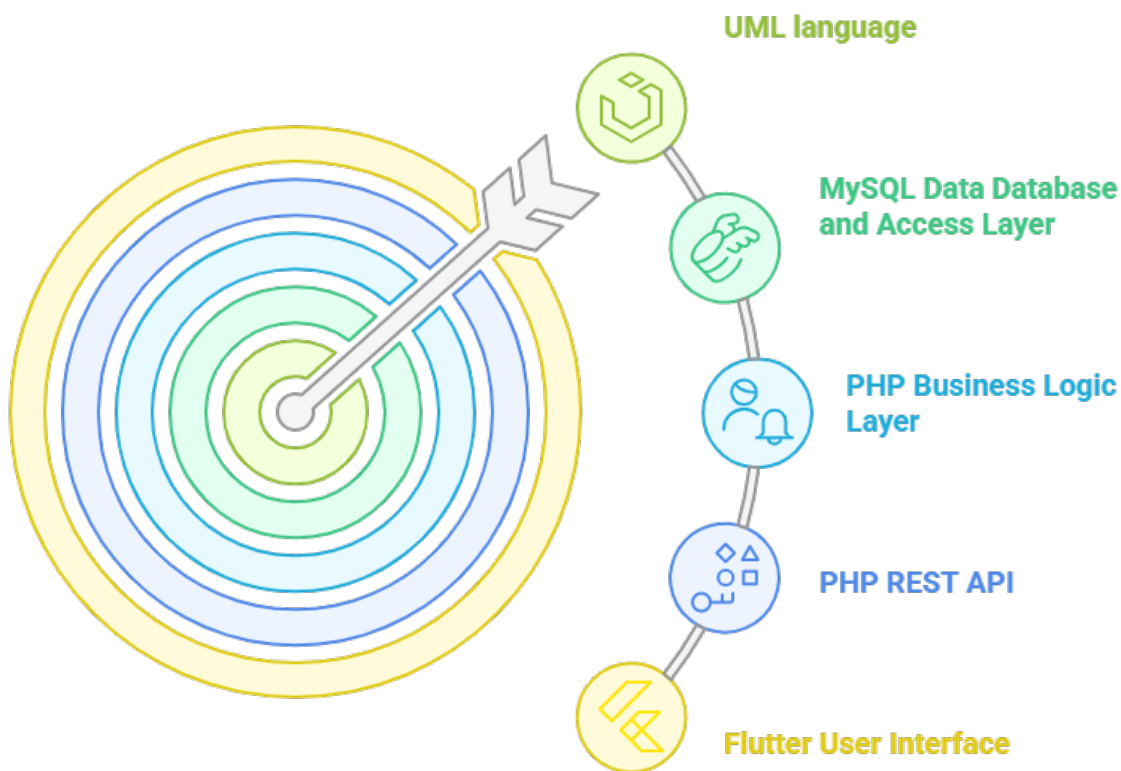 UML language
MySQL Data Database
and Access Layer
PHP Business Logic
Layer
PHP REST API
Flutter User Interface